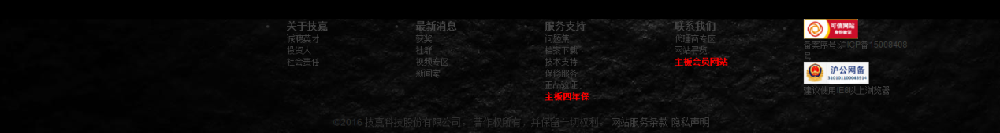 关于技嘉
诚聘英才
投资人
社会责任
最新消息
获奖
社群
视频专区
新闻室
服务支持
问题集
档案下载
技术支持
保修服务
正品验证
主板四年保
联系我们
代理商专区
网站导览
主板会员网站
可信网站
身份验证
备案序号:沪ICP备15008408
号
沪公网备
310101100043914
建议使用IE8以上浏览器
©2016 技嘉科技股份有限公司。 著作权所有，并保留一切权利。 网站服务条款 隐私声明